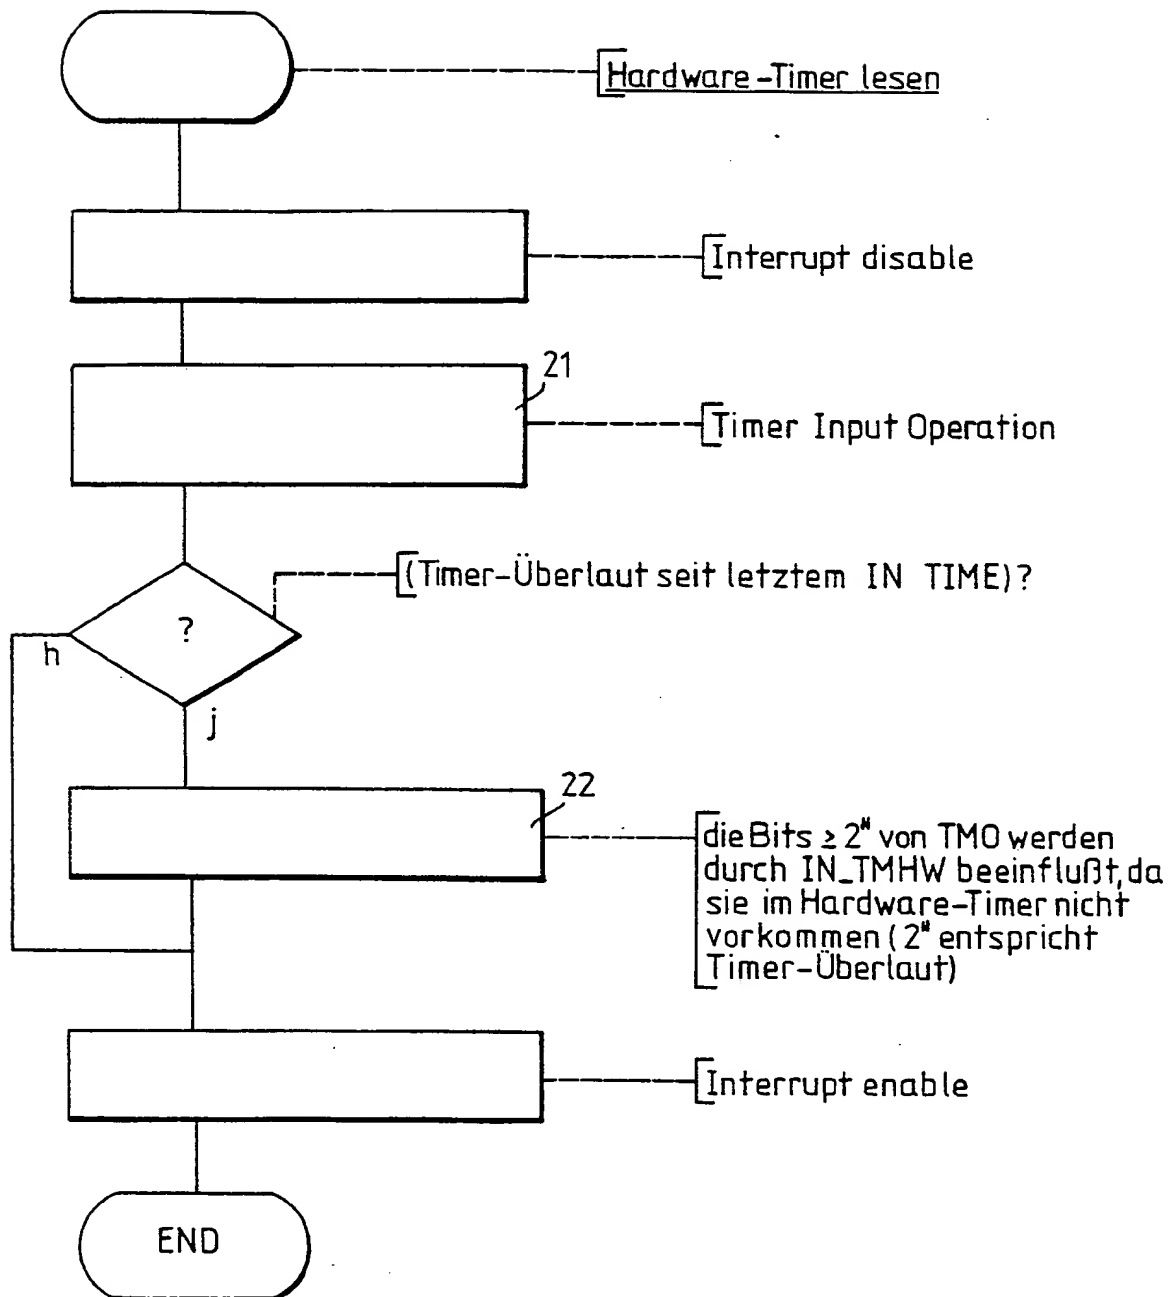 Hardware-Timer lesen
Interrupt disable
21
Timer Input Operation
(Timer-Überlaut seit letztem IN TIME)?
?
h
j
22
die Bits ≥ 2ᴺ von TMO werden
durch IN_TMHW beeinflußt, da
sie im Hardware-Timer nicht
vorkommen (2ᴺ entspricht
Timer-Überlaut)
Interrupt enable
END